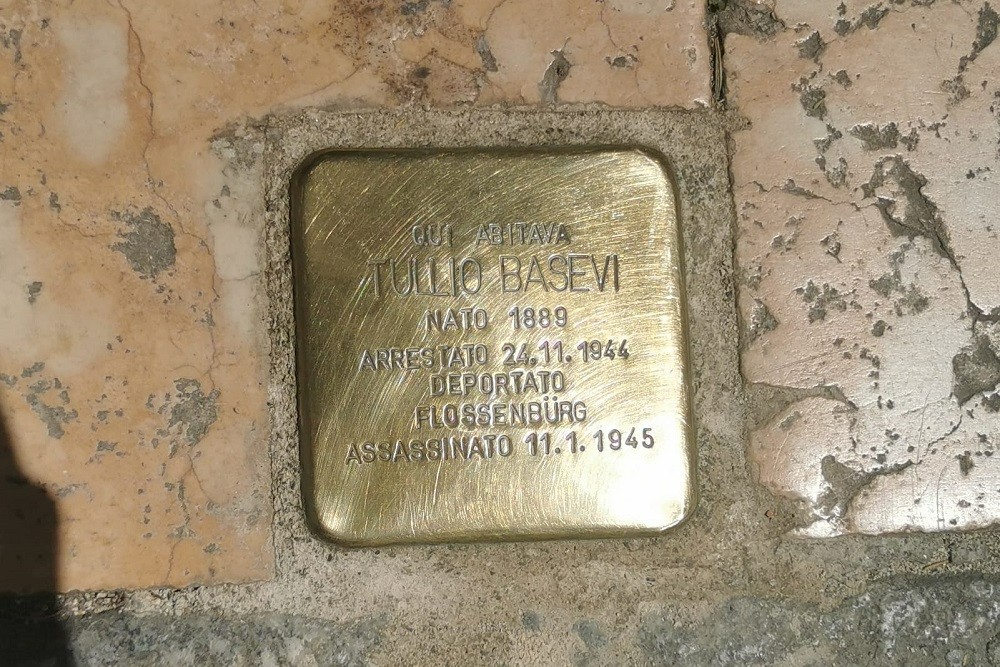 QUI ABITAVA
TULLIO BASEVI
NATO 1889
ARRESTATO 24.11.1944
DEPORTATO
FLOSSENBÜRG
ASSASSINATO 11.1.1945